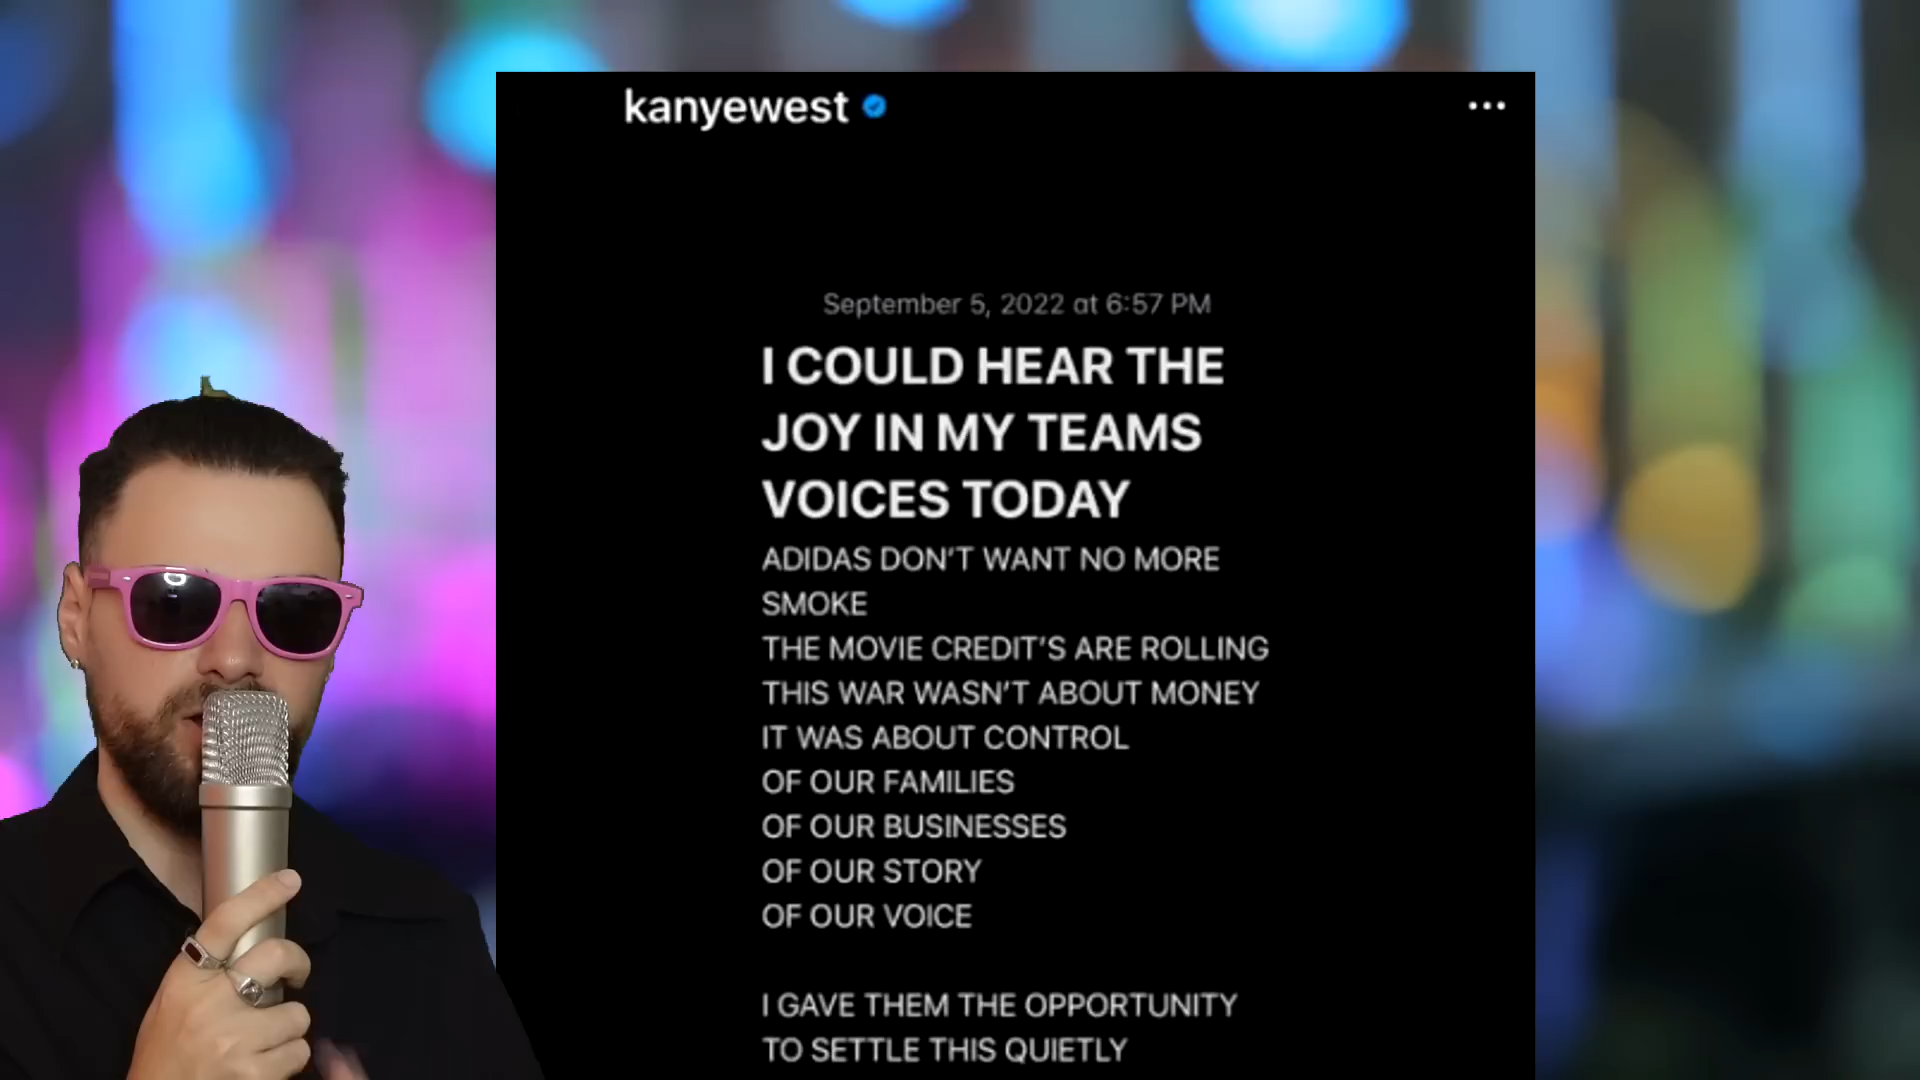 kanyewest
September 5, 2022 at 6:57 PM
I COULD HEAR THE
JOY IN MY TEAMS
VOICES TODAY
ADIDAS DON'T WANT NO MORE
SMOKE
THE MOVIE CREDIT'S ARE ROLLING
THIS WAR WASN'T ABOUT MONEY
IT WAS ABOUT CONTROL
OF OUR FAMILIES
OF OUR BUSINESSES
OF OUR STORY
OF OUR VOICE
I GAVE THEM THE OPPORTUNITY
TO SETTLE THIS QUIETLY